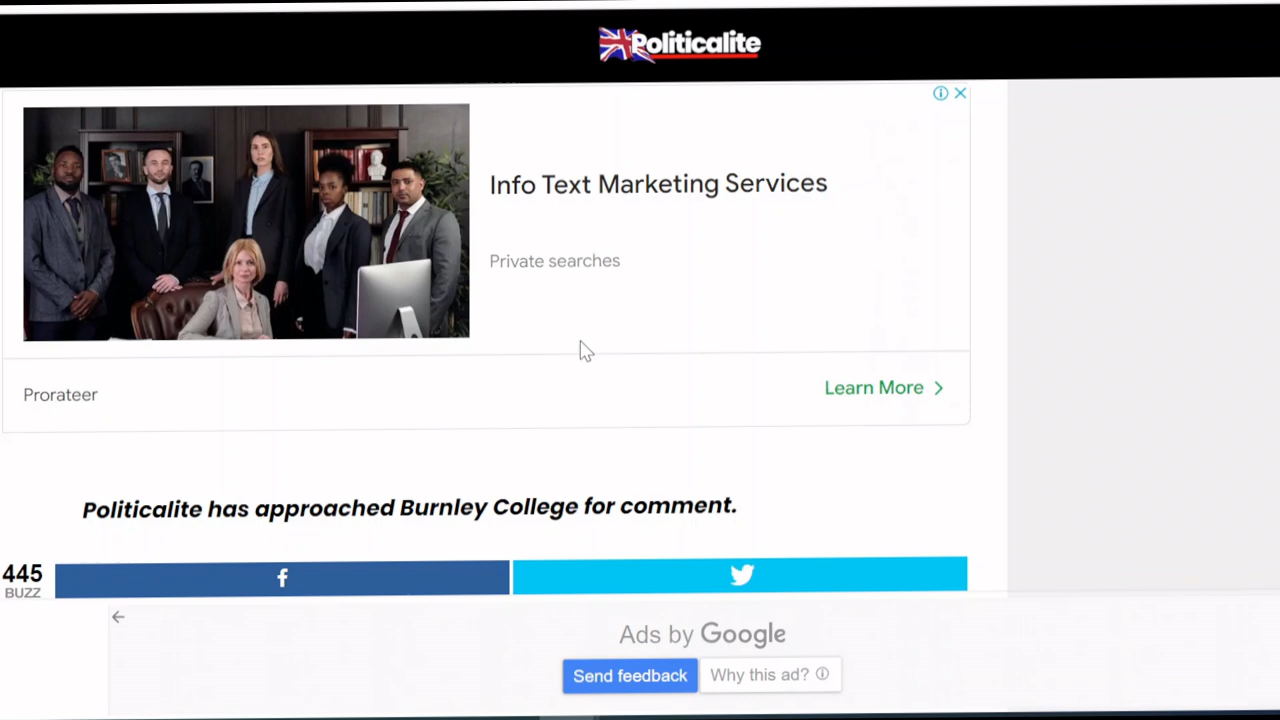 Politicalite
Info Text Marketing Services
Private searches
Prorateer
Learn More
Politicalite has approached Burnley College for comment.
445
BUZZ
Ads by Google
Send feedback
Why this ad?